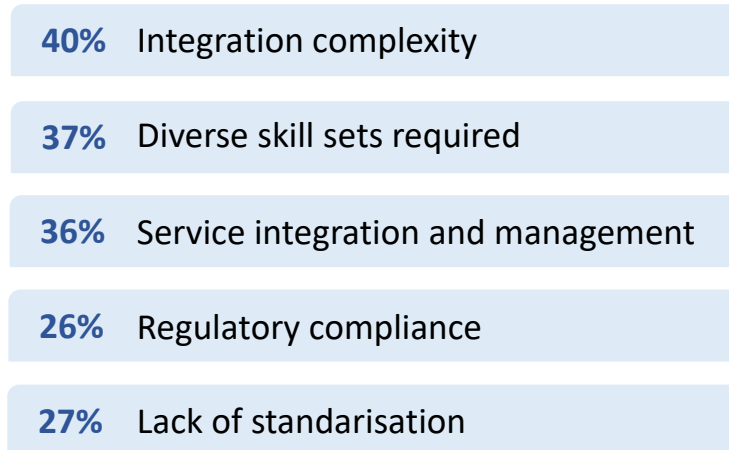 40% Integration complexity
37% Diverse skill sets required
36% Service integration and management
26% Regulatory compliance
27% Lack of standarisation